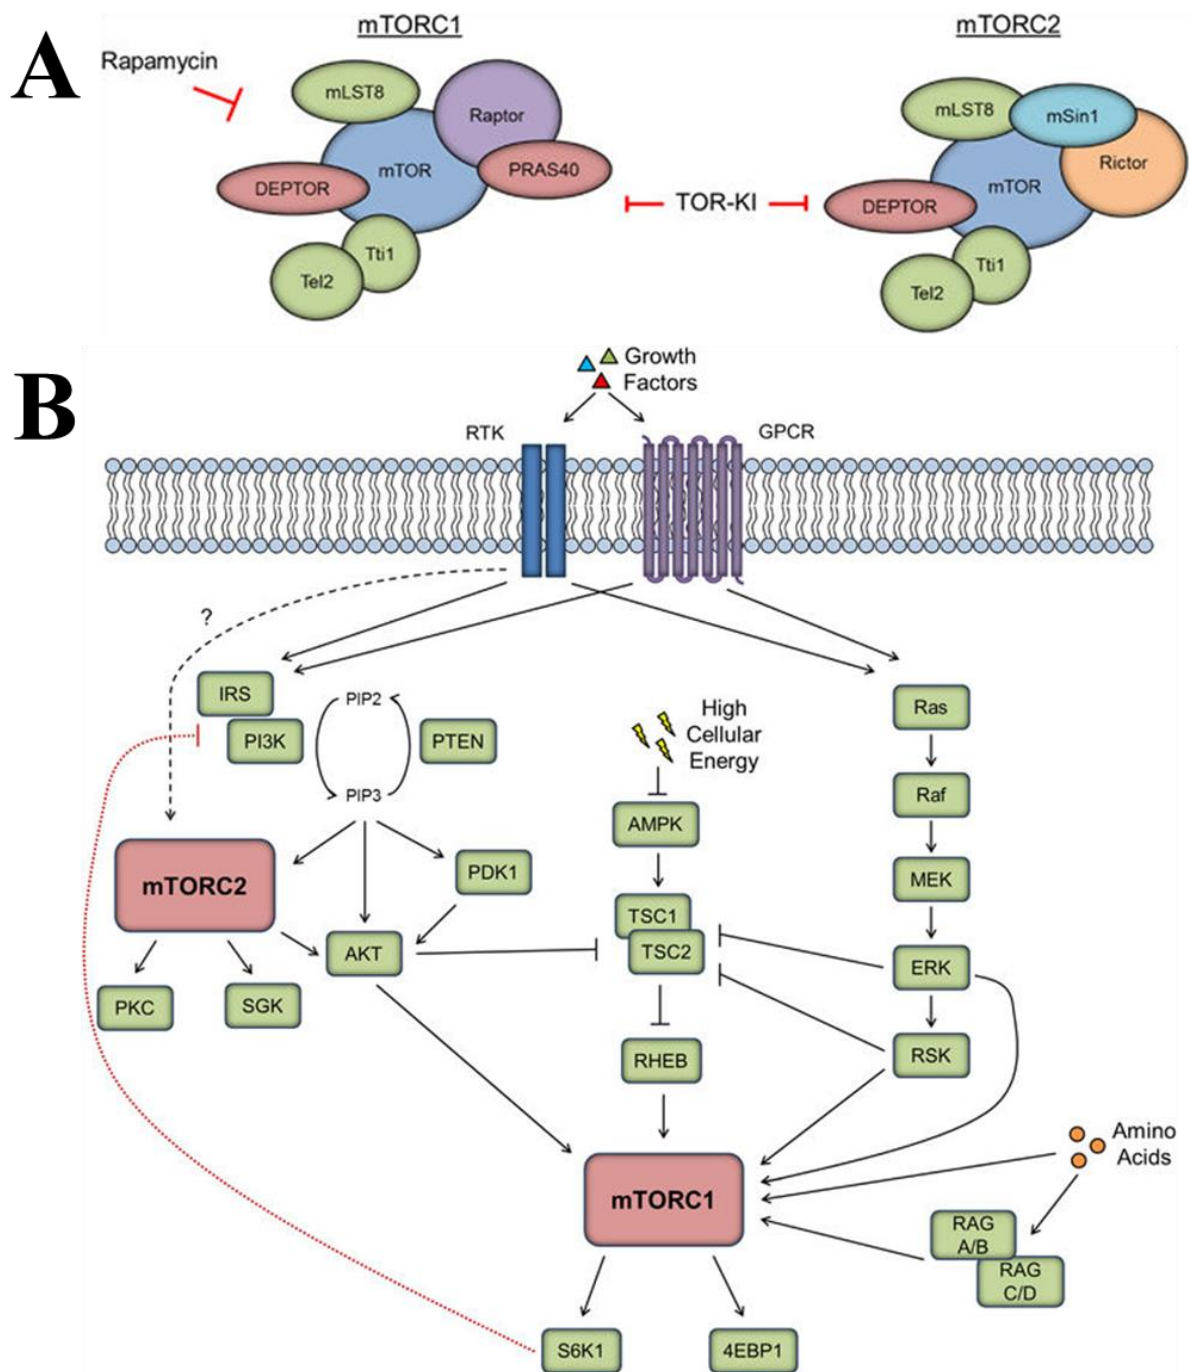 A
mTORC1
mTORC2
Rapamycin
mLST8
Raptor
mTOR
PRAS40
DEPTOR
Tti1
Tel2
TOR-KI
mLST8
mSin1
Rictor
mTOR
DEPTOR
Tti1
Tel2
B
Growth
Factors
RTK
GPCR
?
IRS
PI3K
PIP2
PTEN
PIP3
High
Cellular
Energy
Ras
Raf
AMPK
mTORC2
PDK1
MEK
TSC1
TSC2
AKT
ERK
PKC
SGK
RHEB
RSK
Amino
Acids
mTORC1
RAG
A/B
RAG
C/D
S6K1
4EBP1